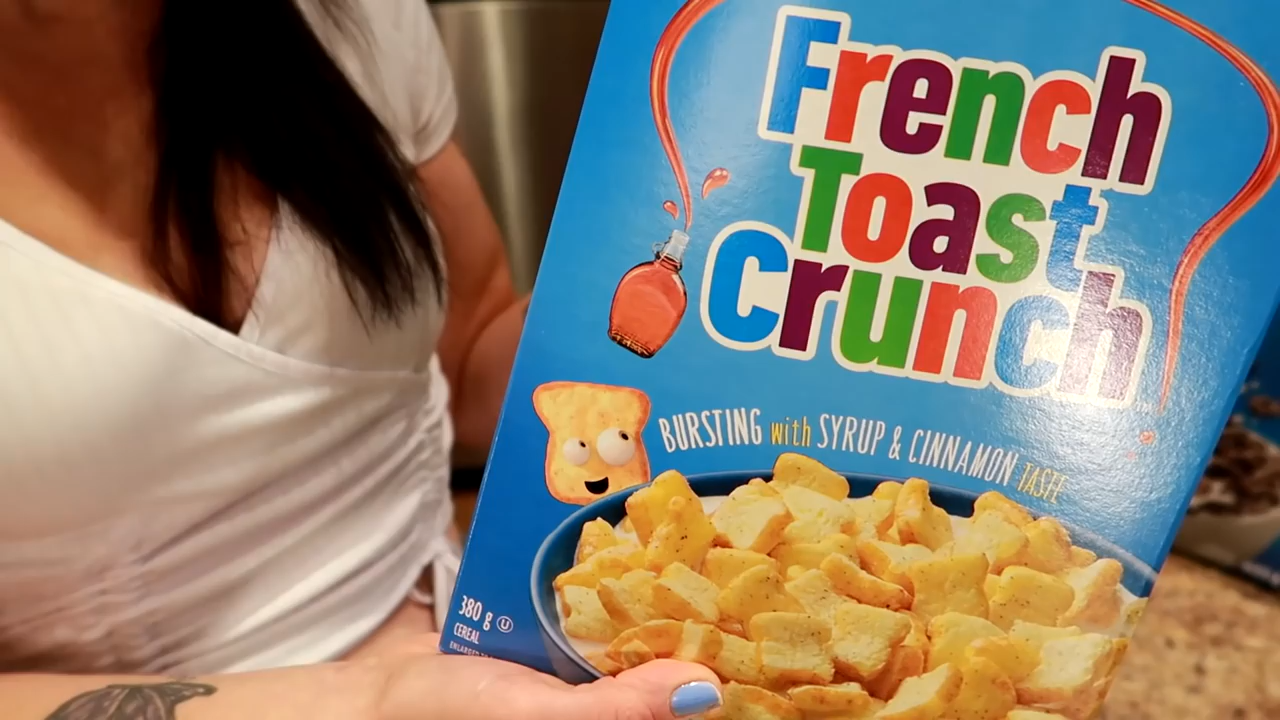 French
Toast
Crunch
BURSTING with SYRUP & CINNAMON TASTE
380 g U
CEREAL